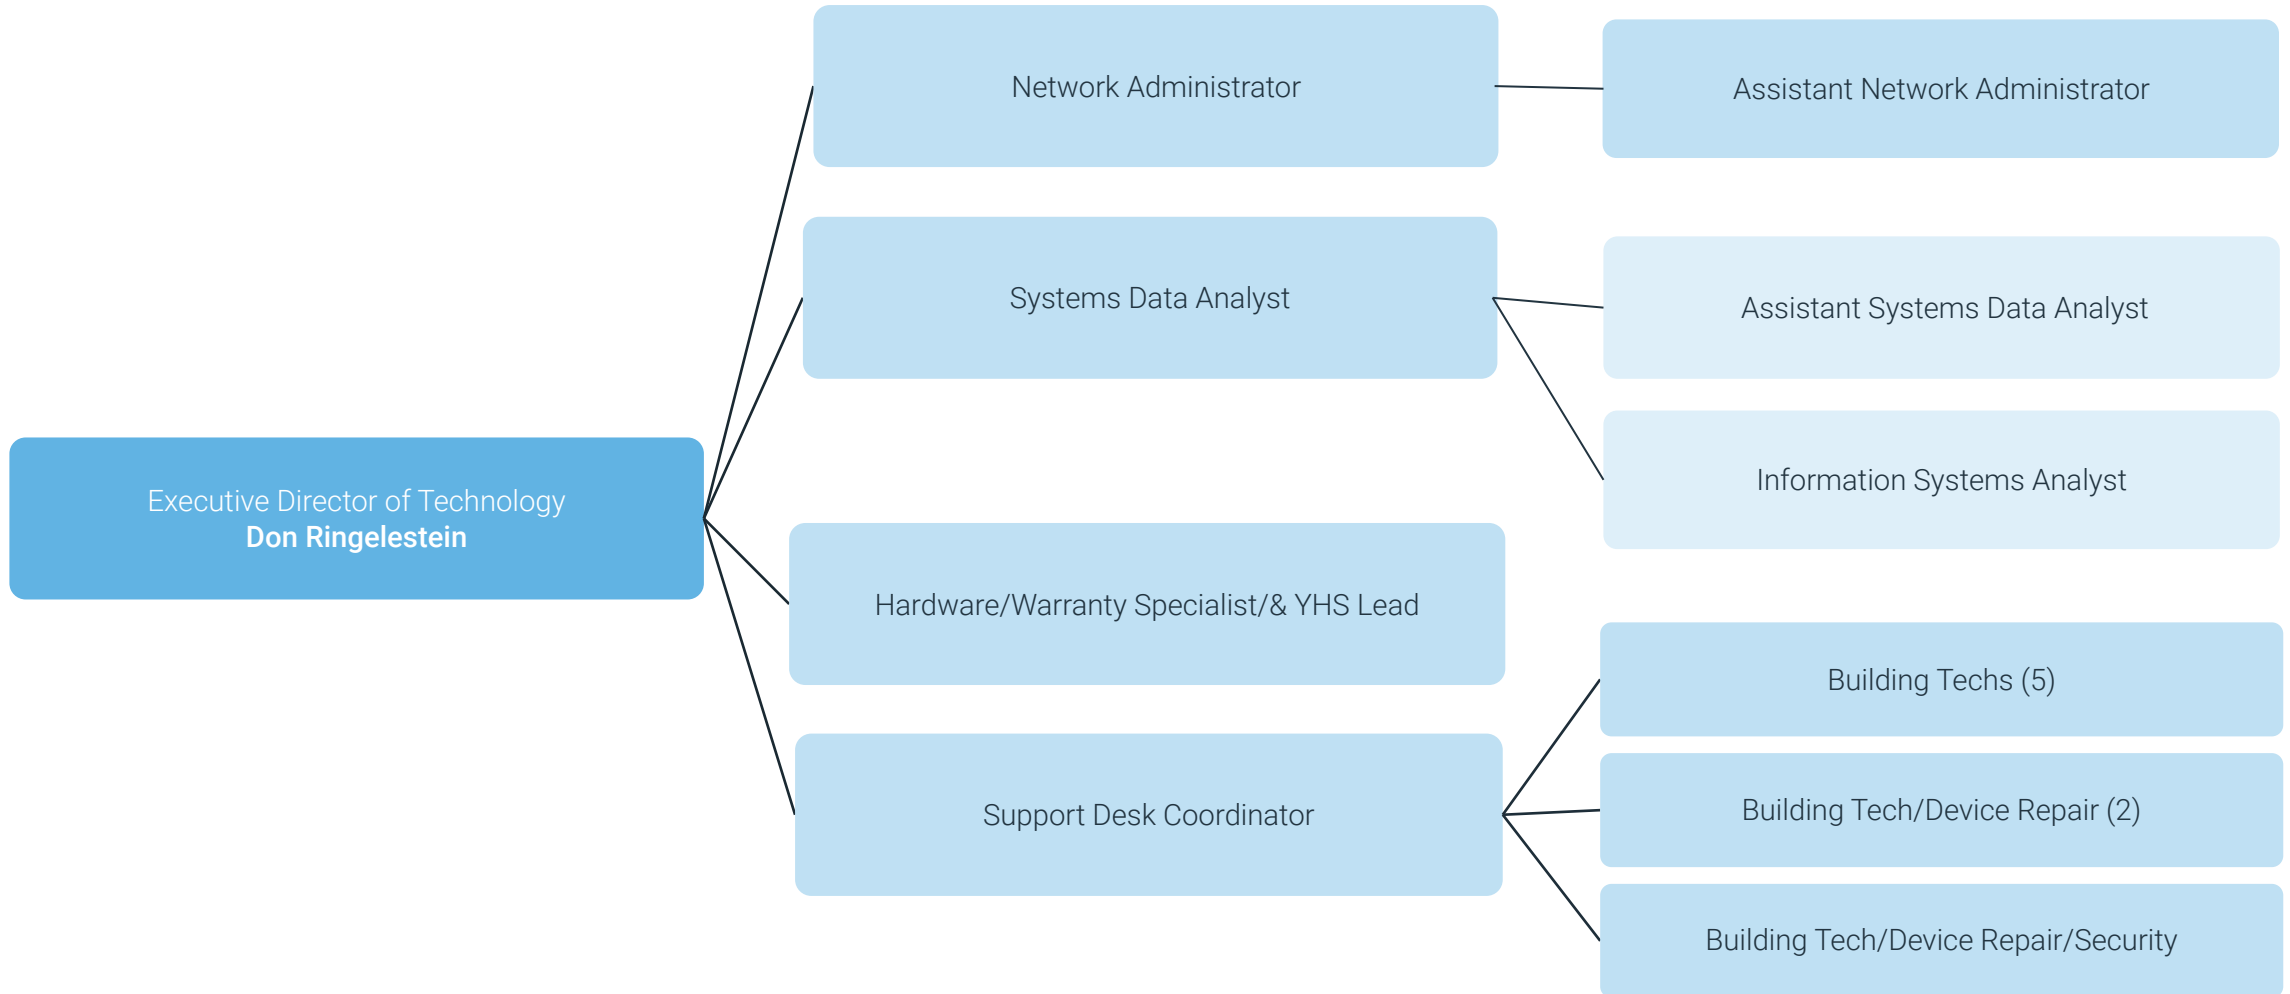 Network Administrator
Assistant Network Administrator
Systems Data Analyst
Assistant Systems Data Analyst
Information Systems Analyst
Executive Director of Technology
Don Ringelestein
Hardware/Warranty Specialist/& YHS Lead
Support Desk Coordinator
Building Techs (5)
Building Tech/Device Repair (2)
Building Tech/Device Repair/Security